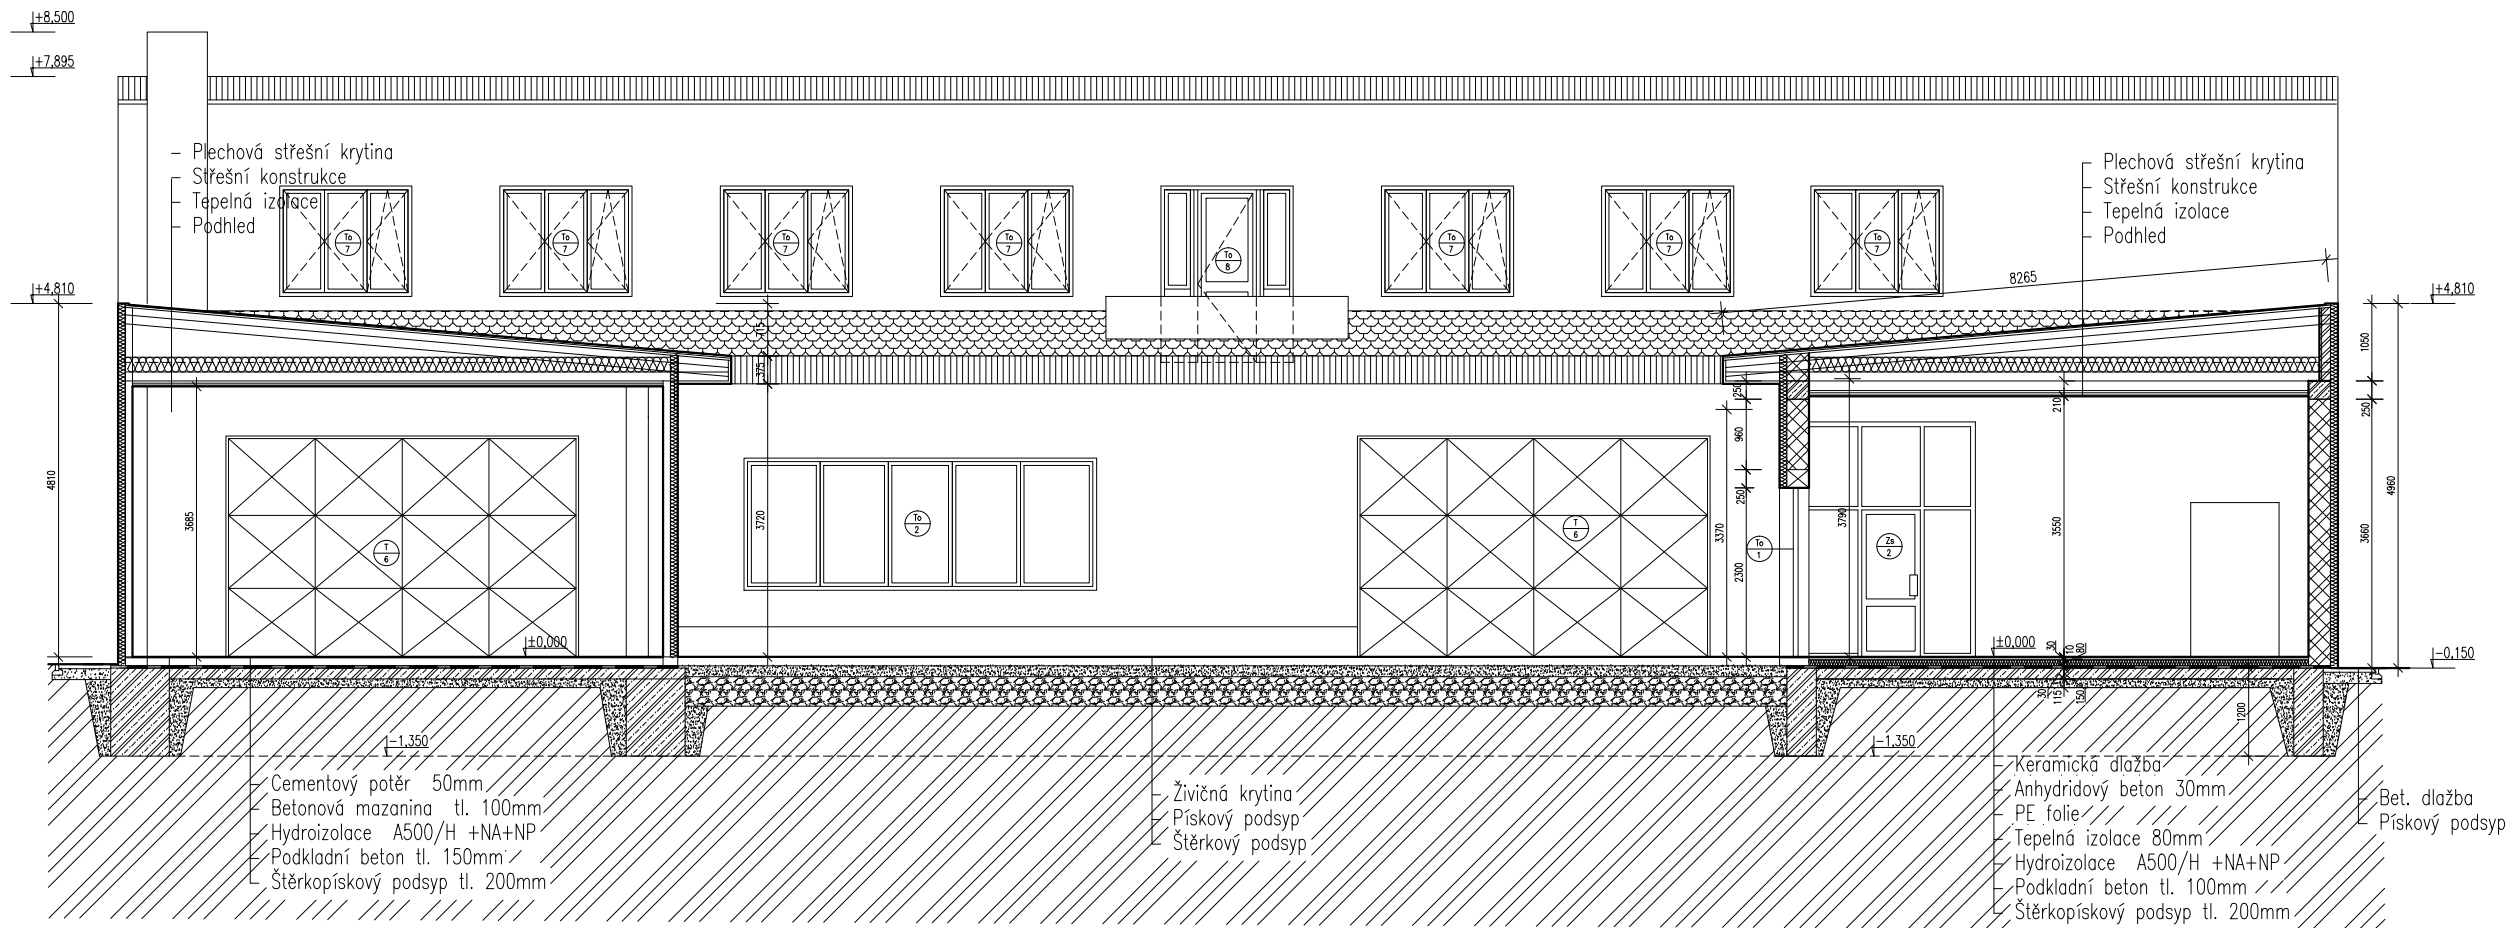 +8,500
+7,895
Plechová střešní krytina
Střešní konstrukce
Tepelná izolace
Podhled
Plechová střešní krytina
Střešní konstrukce
Tepelná izolace
Podhled
To
7
To
7
To
7
To
7
To
8
To
7
To
7
To
7
8265
+4,810
+4,810
715
375
1050
250
250
210
4810
3685
3720
3370
960
250
2300
3790
3550
3660
4960
T
6
To
2
T
6
To
1
Zs
2
±0,000
±0,000
30
10
80
-0,150
30
115
150
1200
-1,350
-1,350
Cementový potěr 50mm
Betonová mazanina tl. 100mm
Hydroizolace A500/H +NA+NP
Podkladní beton tl. 150mm
Štěrkopískový podsyp tl. 200mm
Živičná krytina
Pískový podsyp
Štěrkový podsyp
Keramická dlažba
Anhydridový beton 30mm
PE folie
Tepelná izolace 80mm
Hydroizolace A500/H +NA+NP
Podkladní beton tl. 100mm
Štěrkopískový podsyp tl. 200mm
Bet. dlažba
Pískový podsyp